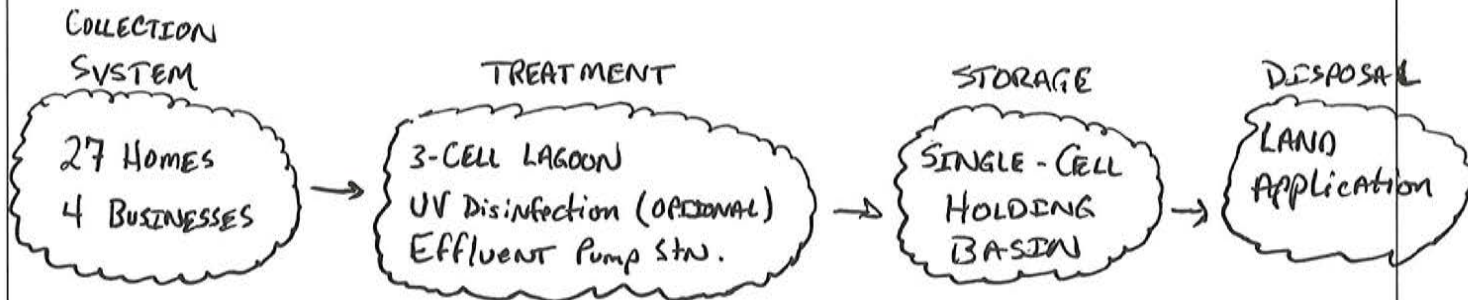 COLLECTION
SYSTEM
27 HOMES
4 BUSINESSES
TREATMENT
3-CELL LAGOON
UV Disinfection (OPTIONAL)
EFFLUENT Pump STN.
STORAGE
SINGLE-CELL
HOLDING
BASIN
DISPOSAL
LAND
APPLICATION